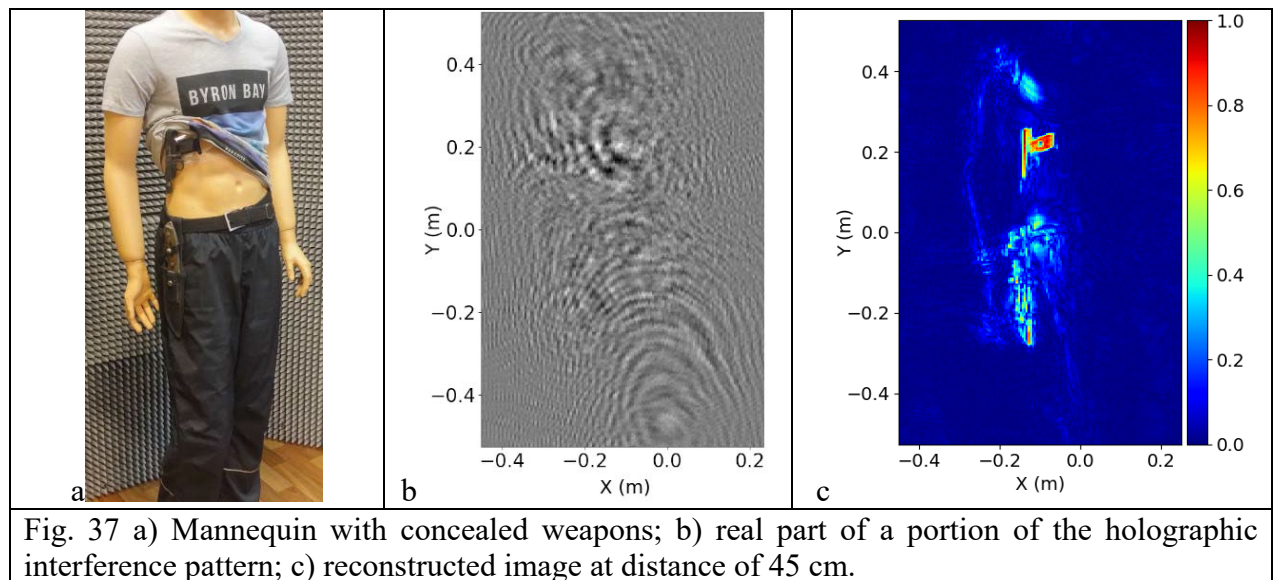 BYRON BAY
a
0.4
0.2
0.0
−0.2
−0.4
Y (m)
−0.4 −0.2 0.0 0.2
X (m)
b
0.4
0.2
0.0
−0.2
−0.4
Y (m)
−0.4 −0.2 0.0 0.2
X (m)
c
1.0
0.8
0.6
0.4
0.2
0.0
Fig. 37 a) Mannequin with concealed weapons; b) real part of a portion of the holographic
interference pattern; c) reconstructed image at distance of 45 cm.